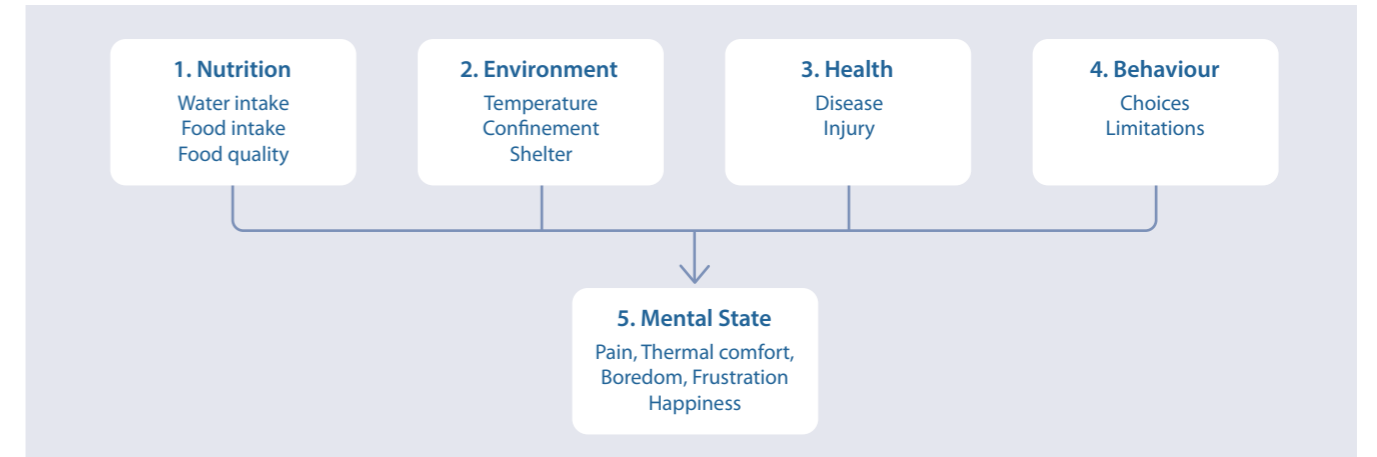 1. Nutrition
Water intake
Food intake
Food quality
2. Environment
Temperature
Confinement
Shelter
3. Health
Disease
Injury
4. Behaviour
Choices
Limitations
5. Mental State
Pain, Thermal comfort,
Boredom, Frustration
Happiness